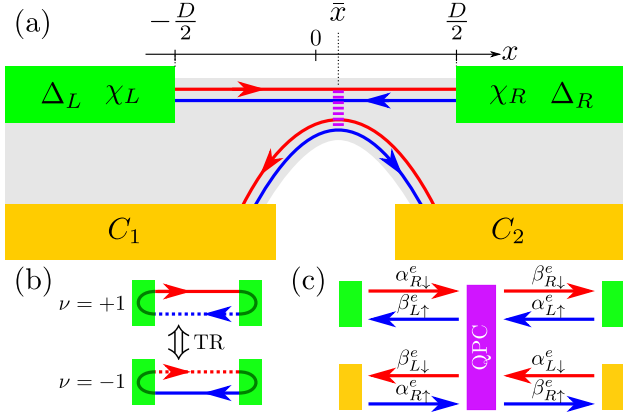 (a)
−D/2 0 x̄ D/2 x
Δ_L χ_L χ_R Δ_R
C_1 C_2
(b) (c)
ν = +1
TR
ν = −1
α^e_{R↓} β^e_{R↓}
β^e_{L↑} α^e_{L↑}
QPC
β^e_{L↓} α^e_{L↓}
α^e_{R↑} β^e_{R↑}